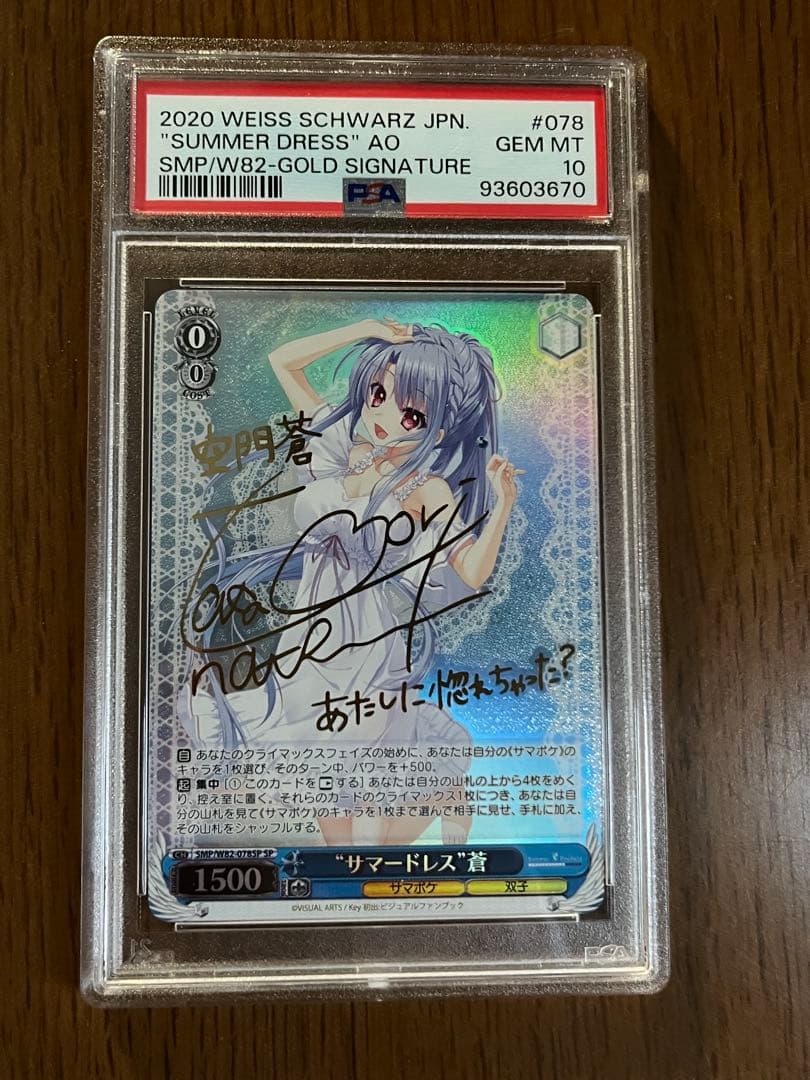 2020 WEISS SCHWARZ JPN. #078
"SUMMER DRESS" AO GEM MT
SMP/W82-GOLD SIGNATURE 10
PSA 93603670
LEVEL
0
0
COST
空門蒼
あたしに惚れちゃった?
自 あなたのクライマックスフェイズの始めに、あなたは自分の《サマポケ》の
キャラを1枚選び、そのターン中、パワーを+500。
起 集中 [① このカードを する] あなたは自分の山札の上から4枚をめく
り、控え室に置く。それらのカードのクライマックス1枚につき、あなたは自
分の山札を見て《サマポケ》のキャラを1枚まで選んで相手に見せ、手札に加え、
その山札をシャッフルする。
CH SMP/W82-078SP SP
“サマードレス”蒼
1500 サマポケ 双子
©VISUAL ARTS / Key 初出:ビジュアルファンブック
PSA